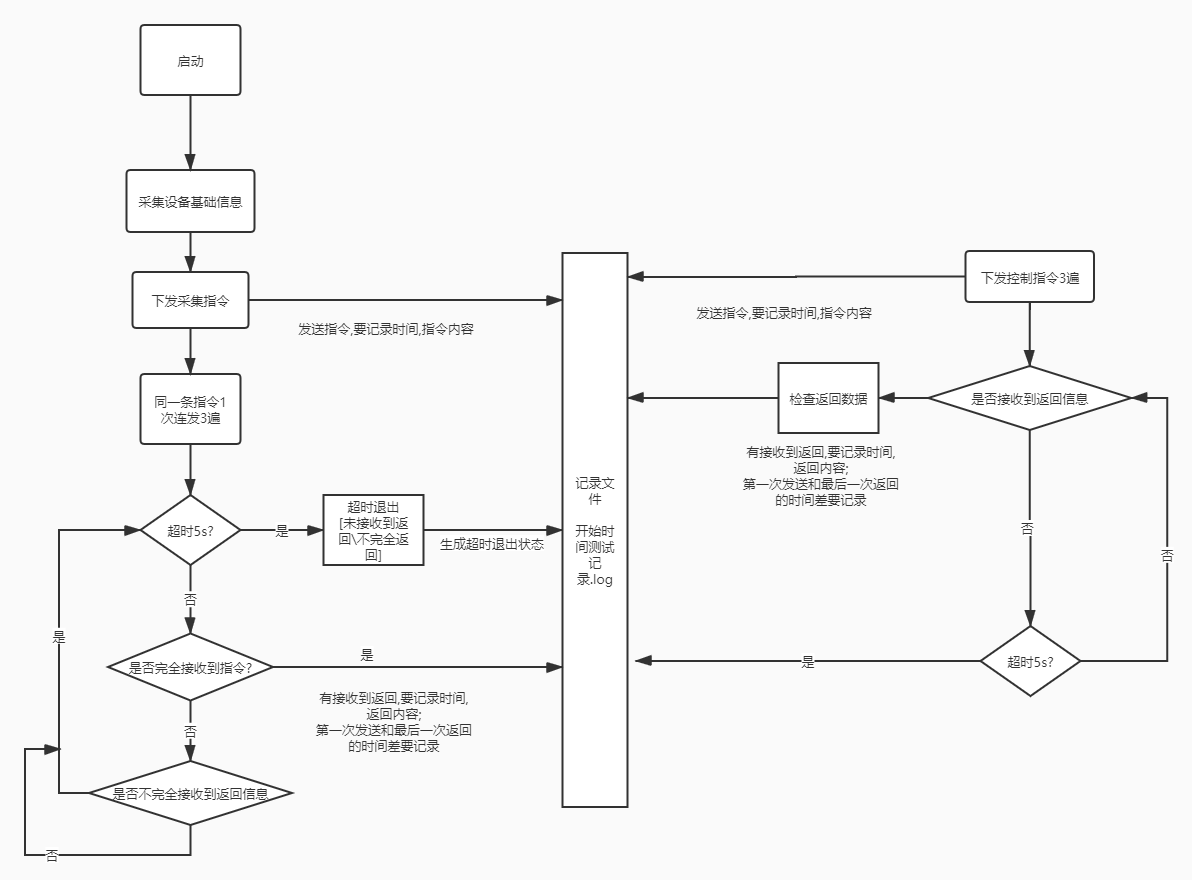 启动
采集设备基础信息
下发采集指令
发送指令,要记录时间,指令内容
同一条指令1
次连发3遍
超时5s?
是
超时退出
[未接收到返
回\不完全返
回]
生成超时退出状态
否
是否完全接收到指令?
是
有接收到返回,要记录时间,
返回内容;
第一次发送和最后一次返回
的时间差要记录
否
是否不完全接收到返回信息
是
否
记录文
件
开始时
间测试
记
录.log
下发控制指令3遍
发送指令,要记录时间,指令内容
是否接收到返回信息
检查返回数据
有接收到返回,要记录时间,
返回内容;
第一次发送和最后一次返回
的时间差要记录
否
否
超时5s?
是